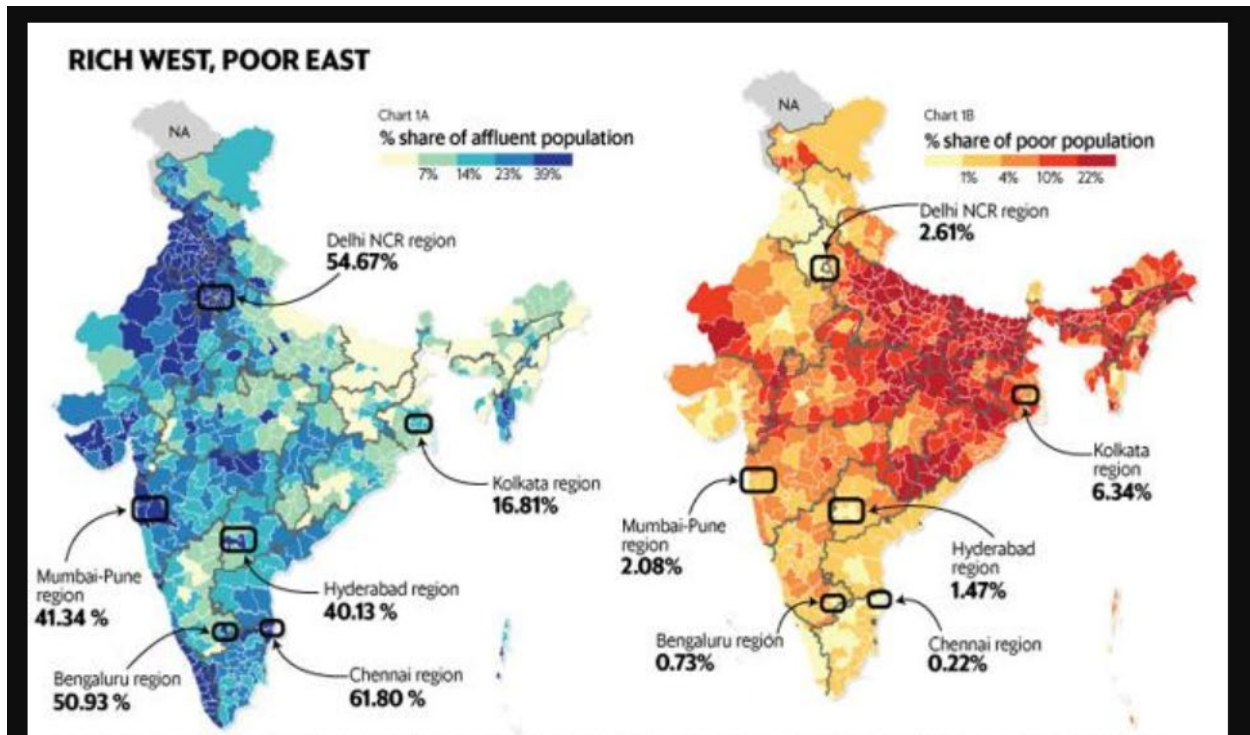 RICH WEST, POOR EAST
NA
Chart 1A
% share of affluent population
7% 14% 23% 39%
Delhi NCR region
54.67%
Kolkata region
16.81%
Mumbai-Pune
region
41.34 %
Hyderabad region
40.13 %
Bengaluru region
50.93 %
Chennai region
61.80 %
NA
Chart 1B
% share of poor population
1% 4% 10% 22%
Delhi NCR region
2.61%
Kolkata
region
6.34%
Mumbai-Pune
region
2.08%
Hyderabad
region
1.47%
Bengaluru región
0.73%
Chennai region
0.22%